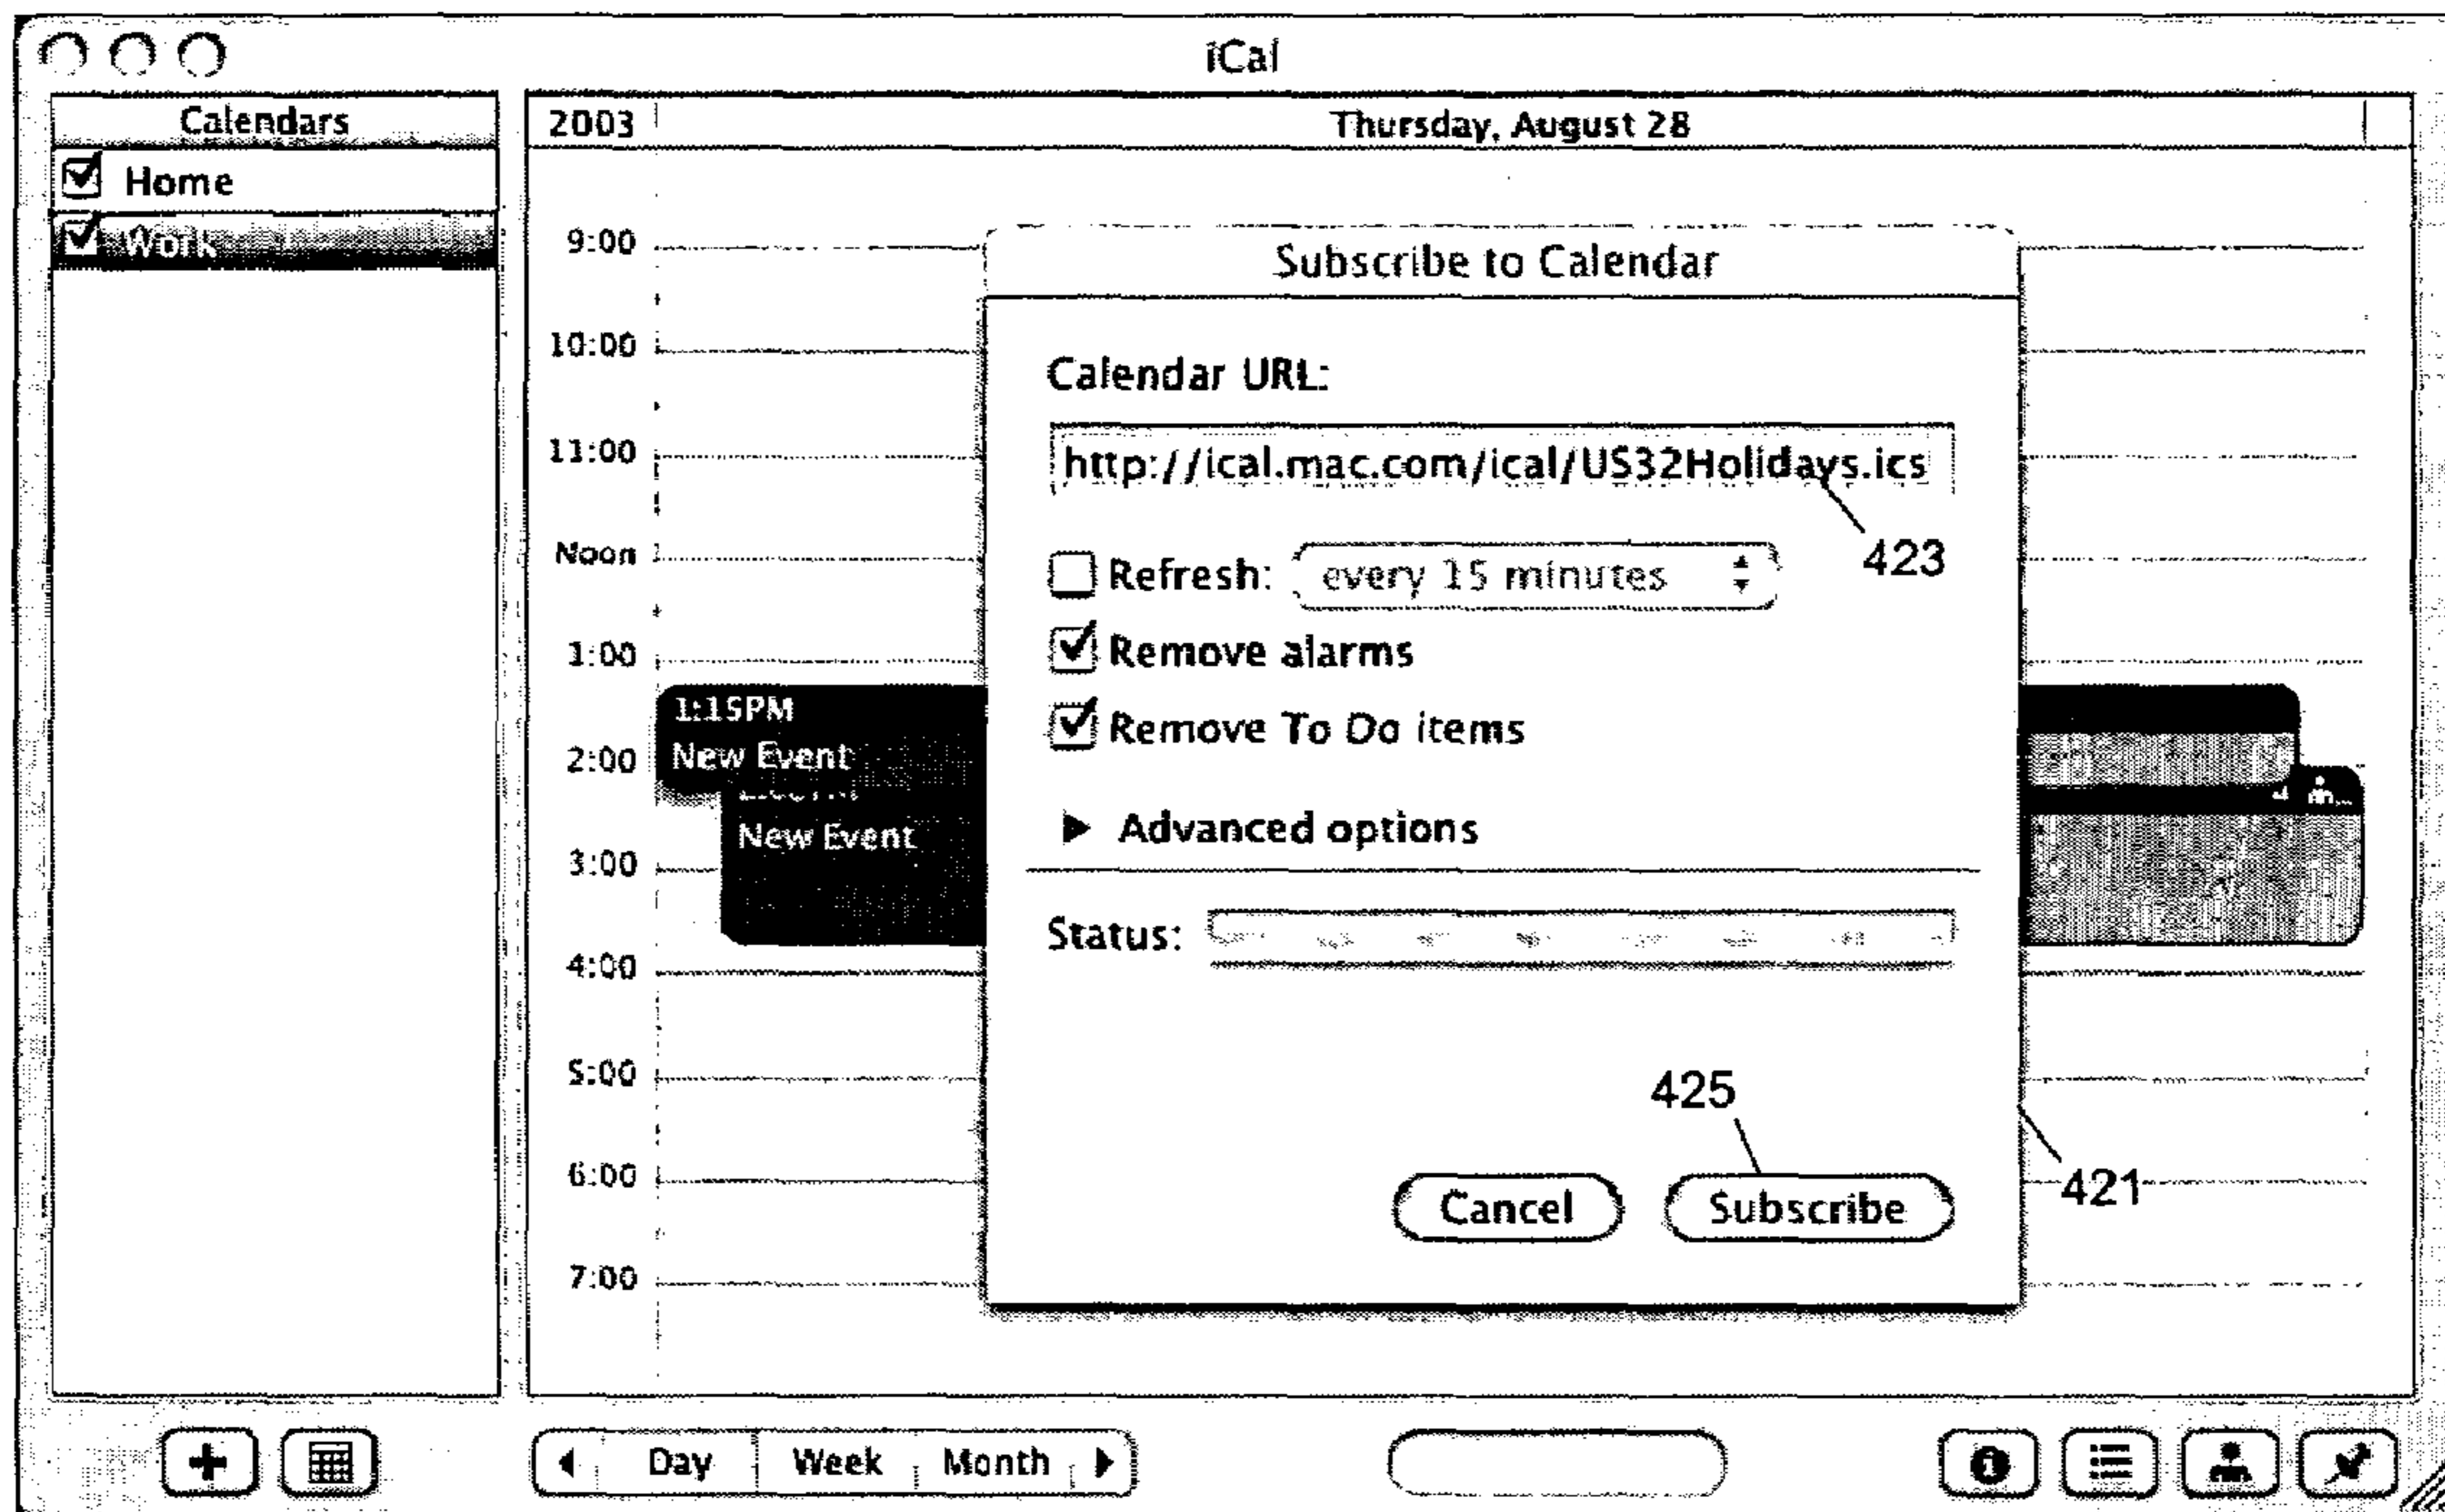 iCal
Calendars
Home
Work
2003
Thursday, August 28
9:00
10:00
11:00
Noon
1:00
2:00
3:00
4:00
5:00
6:00
7:00
1:15PM
New Event
New Event
Subscribe to Calendar
Calendar URL:
http://ical.mac.com/ical/US32Holidays.ics
423
Refresh: every 15 minutes
Remove alarms
Remove To Do items
Advanced options
Status:
425
421
Cancel Subscribe
Day Week Month